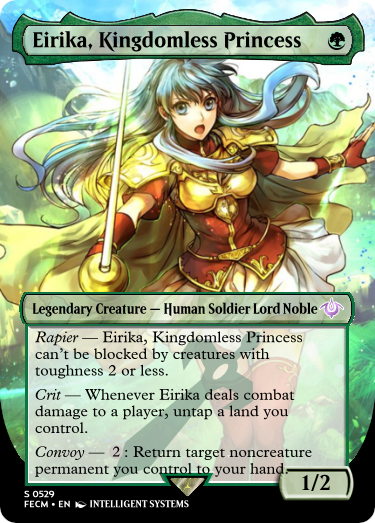 Eirika, Kingdomless Princess
Legendary Creature — Human Soldier Lord Noble
Rapier — Eirika, Kingdomless Princess
can't be blocked by creatures with
toughness 2 or less.
Crit — Whenever Eirika deals combat
damage to a player, untap a land you
control.
Convoy — 2 : Return target noncreature
permanent you control to your hand.
1/2
S 0529
FECM • EN INTELLIGENT SYSTEMS